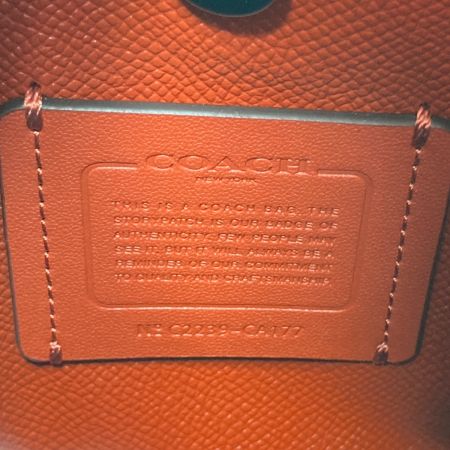 COACH
NEW YORK
THIS IS A COACH BAG. THE
STORYPATCH IS OUR BADGE OF
AUTHENTICITY. FEW PEOPLE MAY
SEE IT, BUT IT WILL ALWAYS BE A
REMINDER OF OUR COMMITMENT
TO QUALITY AND CRAFTSMANSHIP.
Nº C2239-CA177